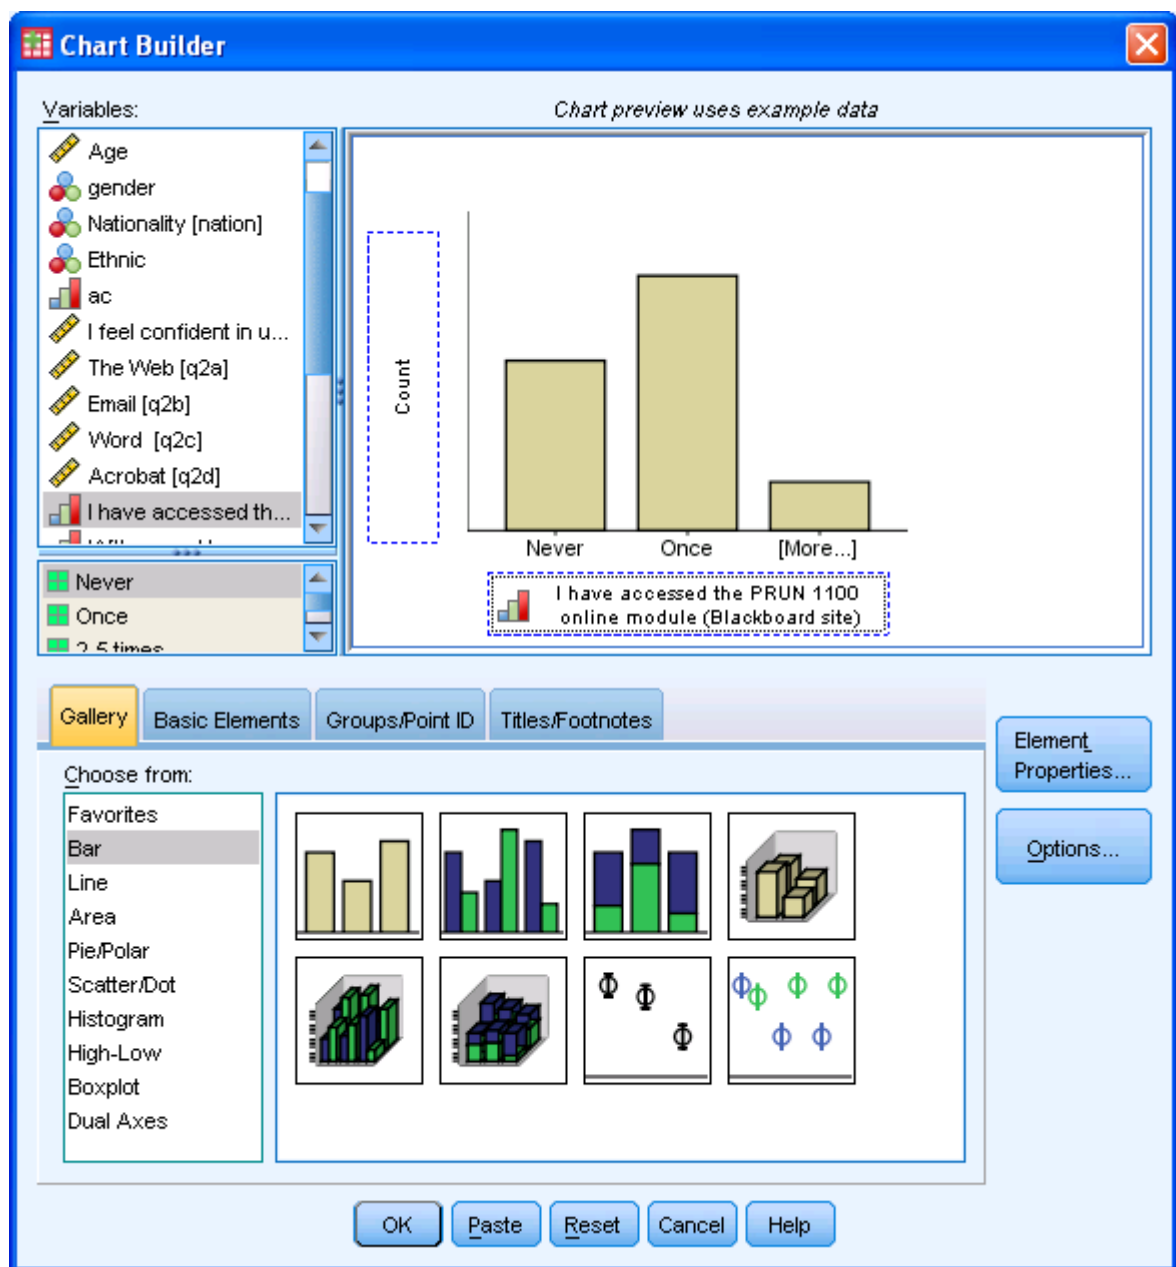 Chart Builder
Variables:
Chart preview uses example data
Age
gender
Nationality [nation]
Ethnic
ac
I feel confident in u...
The Web [q2a]
Email [q2b]
Word [q2c]
Acrobat [q2d]
I have accessed th...
Never
Once
2-5 times
Count
Never
Once
[More...]
I have accessed the PRUN 1100
online module (Blackboard site)
Gallery
Basic Elements
Groups/Point ID
Titles/Footnotes
Element
Properties...
Options...
Choose from:
Favorites
Bar
Line
Area
Pie/Polar
Scatter/Dot
Histogram
High-Low
Boxplot
Dual Axes
OK
Paste
Reset
Cancel
Help